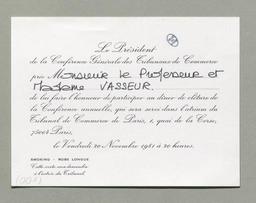 Le Président
de la Conférence Générale des Tribunaux de Commerce
prie Monsieur le Professeur et
Madame VASSEUR.
de lui faire l'honneur de participer au dîner de clôture de
la Conférence annuelle, qui sera servi dans l'atrium du
Tribunal de Commerce de Paris, 1, quai de la Corse,
75004 Paris,
le Vendredi 20 Novembre 1981 à 20 heures.
SMOKING - ROBE LONGUE
Cette carte sera demandée
à l'entrée du Tribunal.